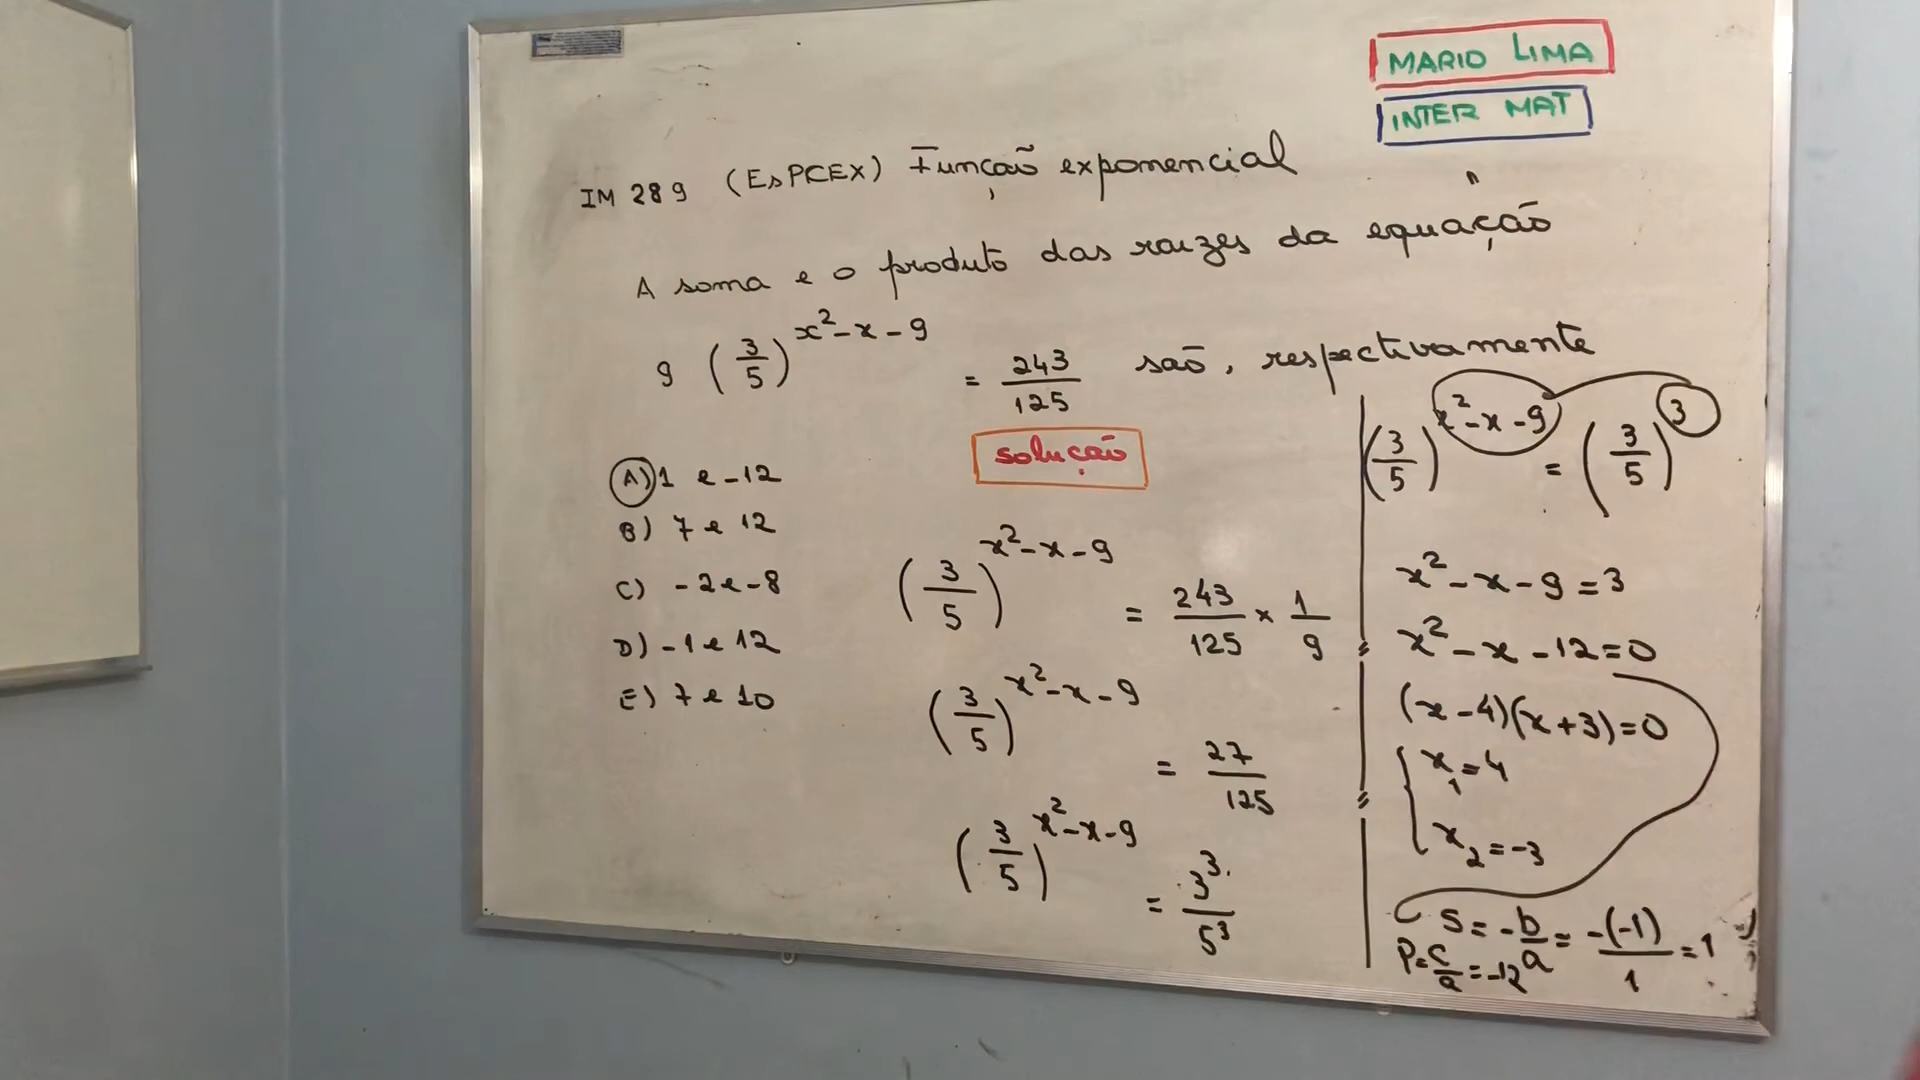 MARIO LIMA
INTER MAT
IM 289 (EsPCEX) Função exponencial
A soma e o produto das raizes da equação
9 (3/5)^(x²-x-9) = 243/125 são, respectivamente
A) 1 e -12
B) 7 e 12
C) -2 e -8
D) -1 e 12
E) 7 e 10
solução
(3/5)^(x²-x-9) = 243/125 × 1/9
(3/5)^(x²-x-9) = 27/125
(3/5)^(x²-x-9) = 3³/5³
(3/5)^(x²-x-9) = (3/5)^3
x²-x-9=3
x²-x-12=0
(x-4)(x+3)=0
x₁=4
x₂=-3
S=-b/a=-(-1)/1=1
P=c/a=-12